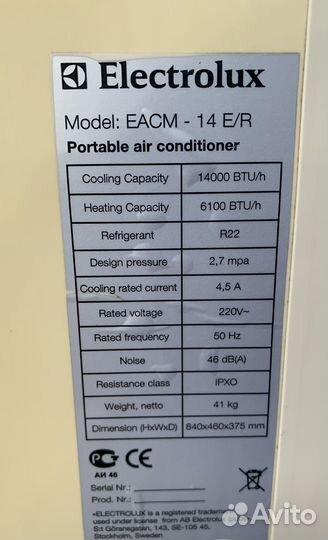 Electrolux
Model: EACM - 14 E/R
Portable air conditioner
Cooling Capacity 14000 BTU/h
Heating Capacity 6100 BTU/h
Refrigerant R22
Design pressure 2,7 mpa
Cooling rated current 4,5 A
Rated voltage 220V~
Rated frequency 50 Hz
Noise 46 dB(A)
Resistance class IPXO
Weight, netto 41 kg
Dimension (HxWxD) 840x460x375 mm
АИ 46
CE
Serial Nr.:
Prod. Nr.:
«ELECTROLUX is a registered trademark
used under license from AB Electrolux
S:t Göransgatan, 143, SE-105 45,
Stockholm, Sweden
Avito